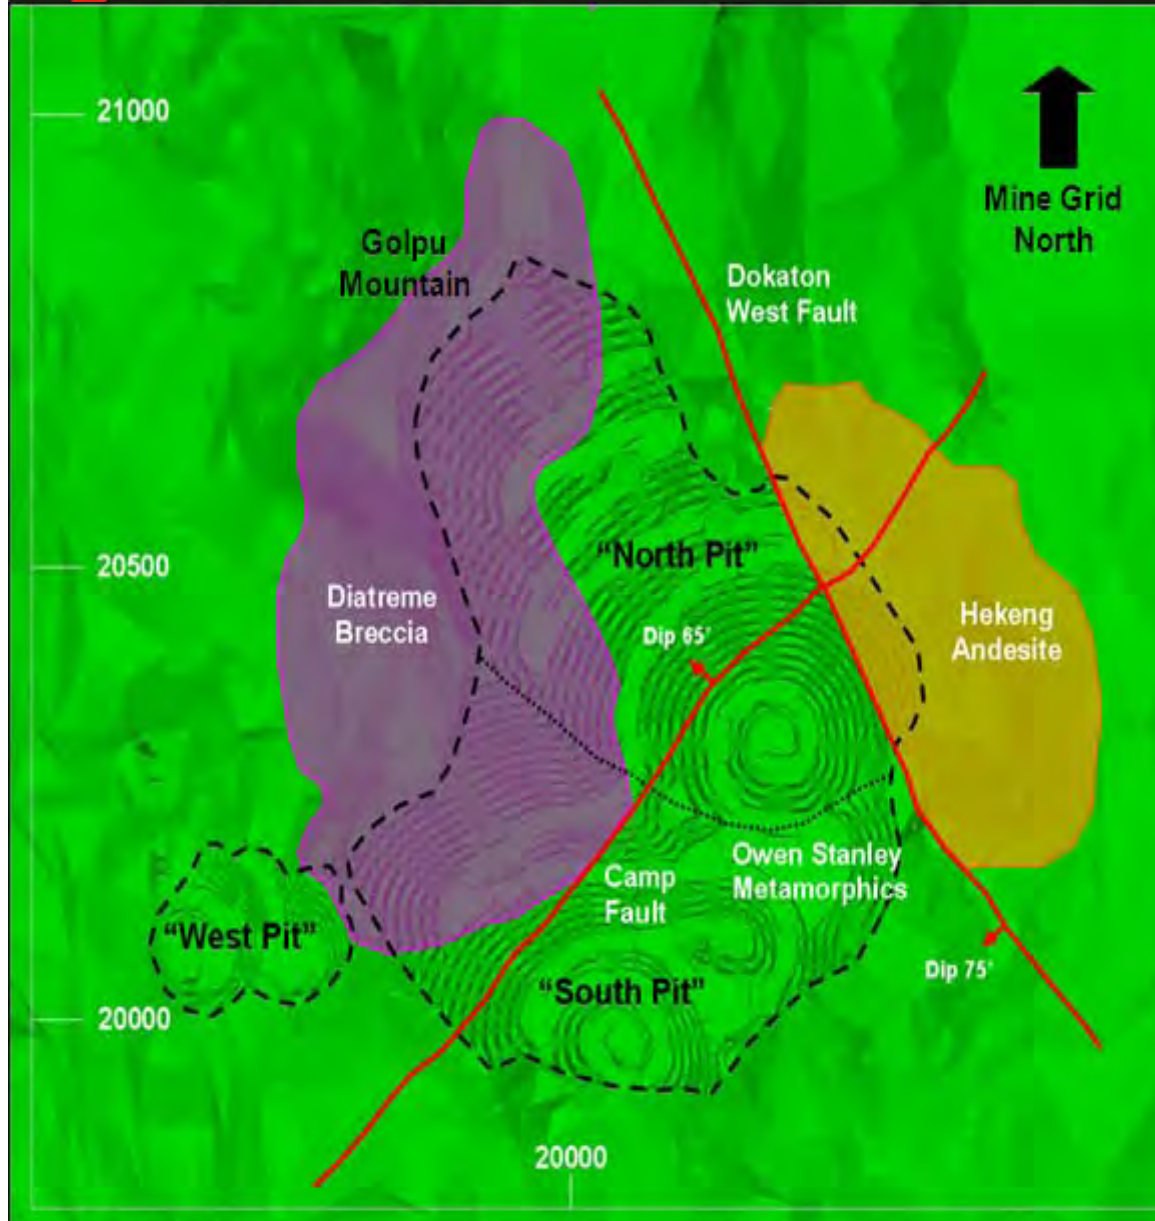 21000
Mine Grid
North
Golpu
Mountain
Dokaton
West Fault
20500
"North Pit"
Diatreme
Breccia
Hekeng
Andesite
Dip 65°
Owen Stanley
Metamorphics
Camp
Fault
"West Pit"
Dip 75°
"South Pit"
20000
20000